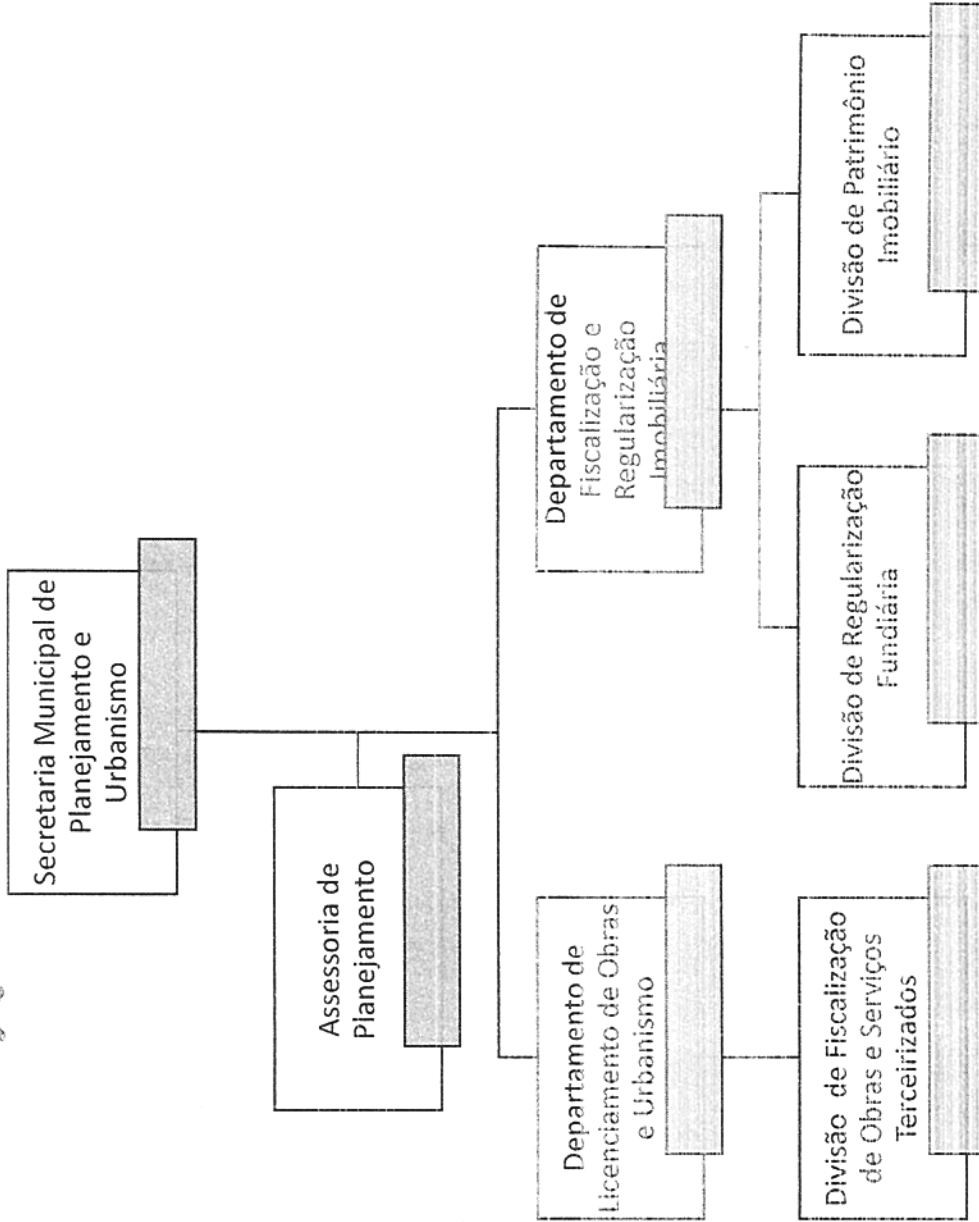 Secretaria Municipal de
Planejamento e
Urbanismo
Assessoria de
Planejamento
Departamento de
Licenciamento de Obras
e Urbanismo
Departamento de
Fiscalização e
Regularização
Imobiliária
Divisão de Fiscalização
de Obras e Serviços
Terceirizados
Divisão de Regularização
Fundiária
Divisão de Patrimônio
Imobiliário